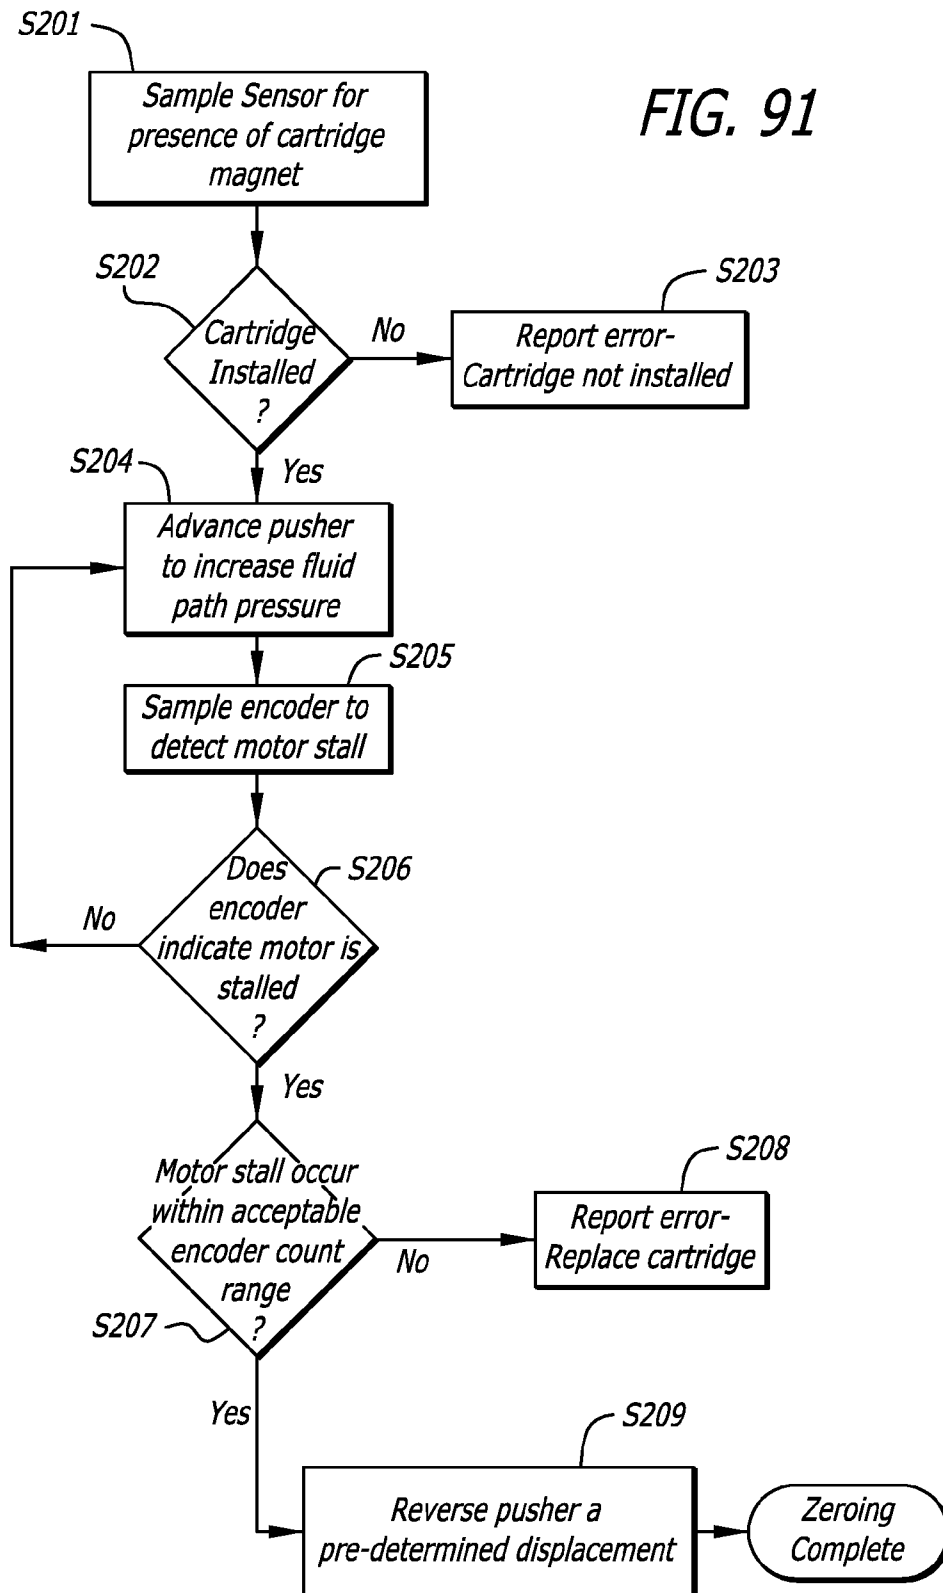 S201
FIG. 91
Sample Sensor for
presence of cartridge
magnet
S202
S203
Cartridge
Installed
?
No
Report error-
Cartridge not installed
Yes
S204
Advance pusher
to increase fluid
path pressure
S205
Sample encoder to
detect motor stall
S206
Does
encoder
indicate motor is
stalled
?
No
Yes
Motor stall occur
within acceptable
encoder count
range
?
S207
No
S208
Report error-
Replace cartridge
Yes
S209
Reverse pusher a
pre-determined displacement
Zeroing
Complete